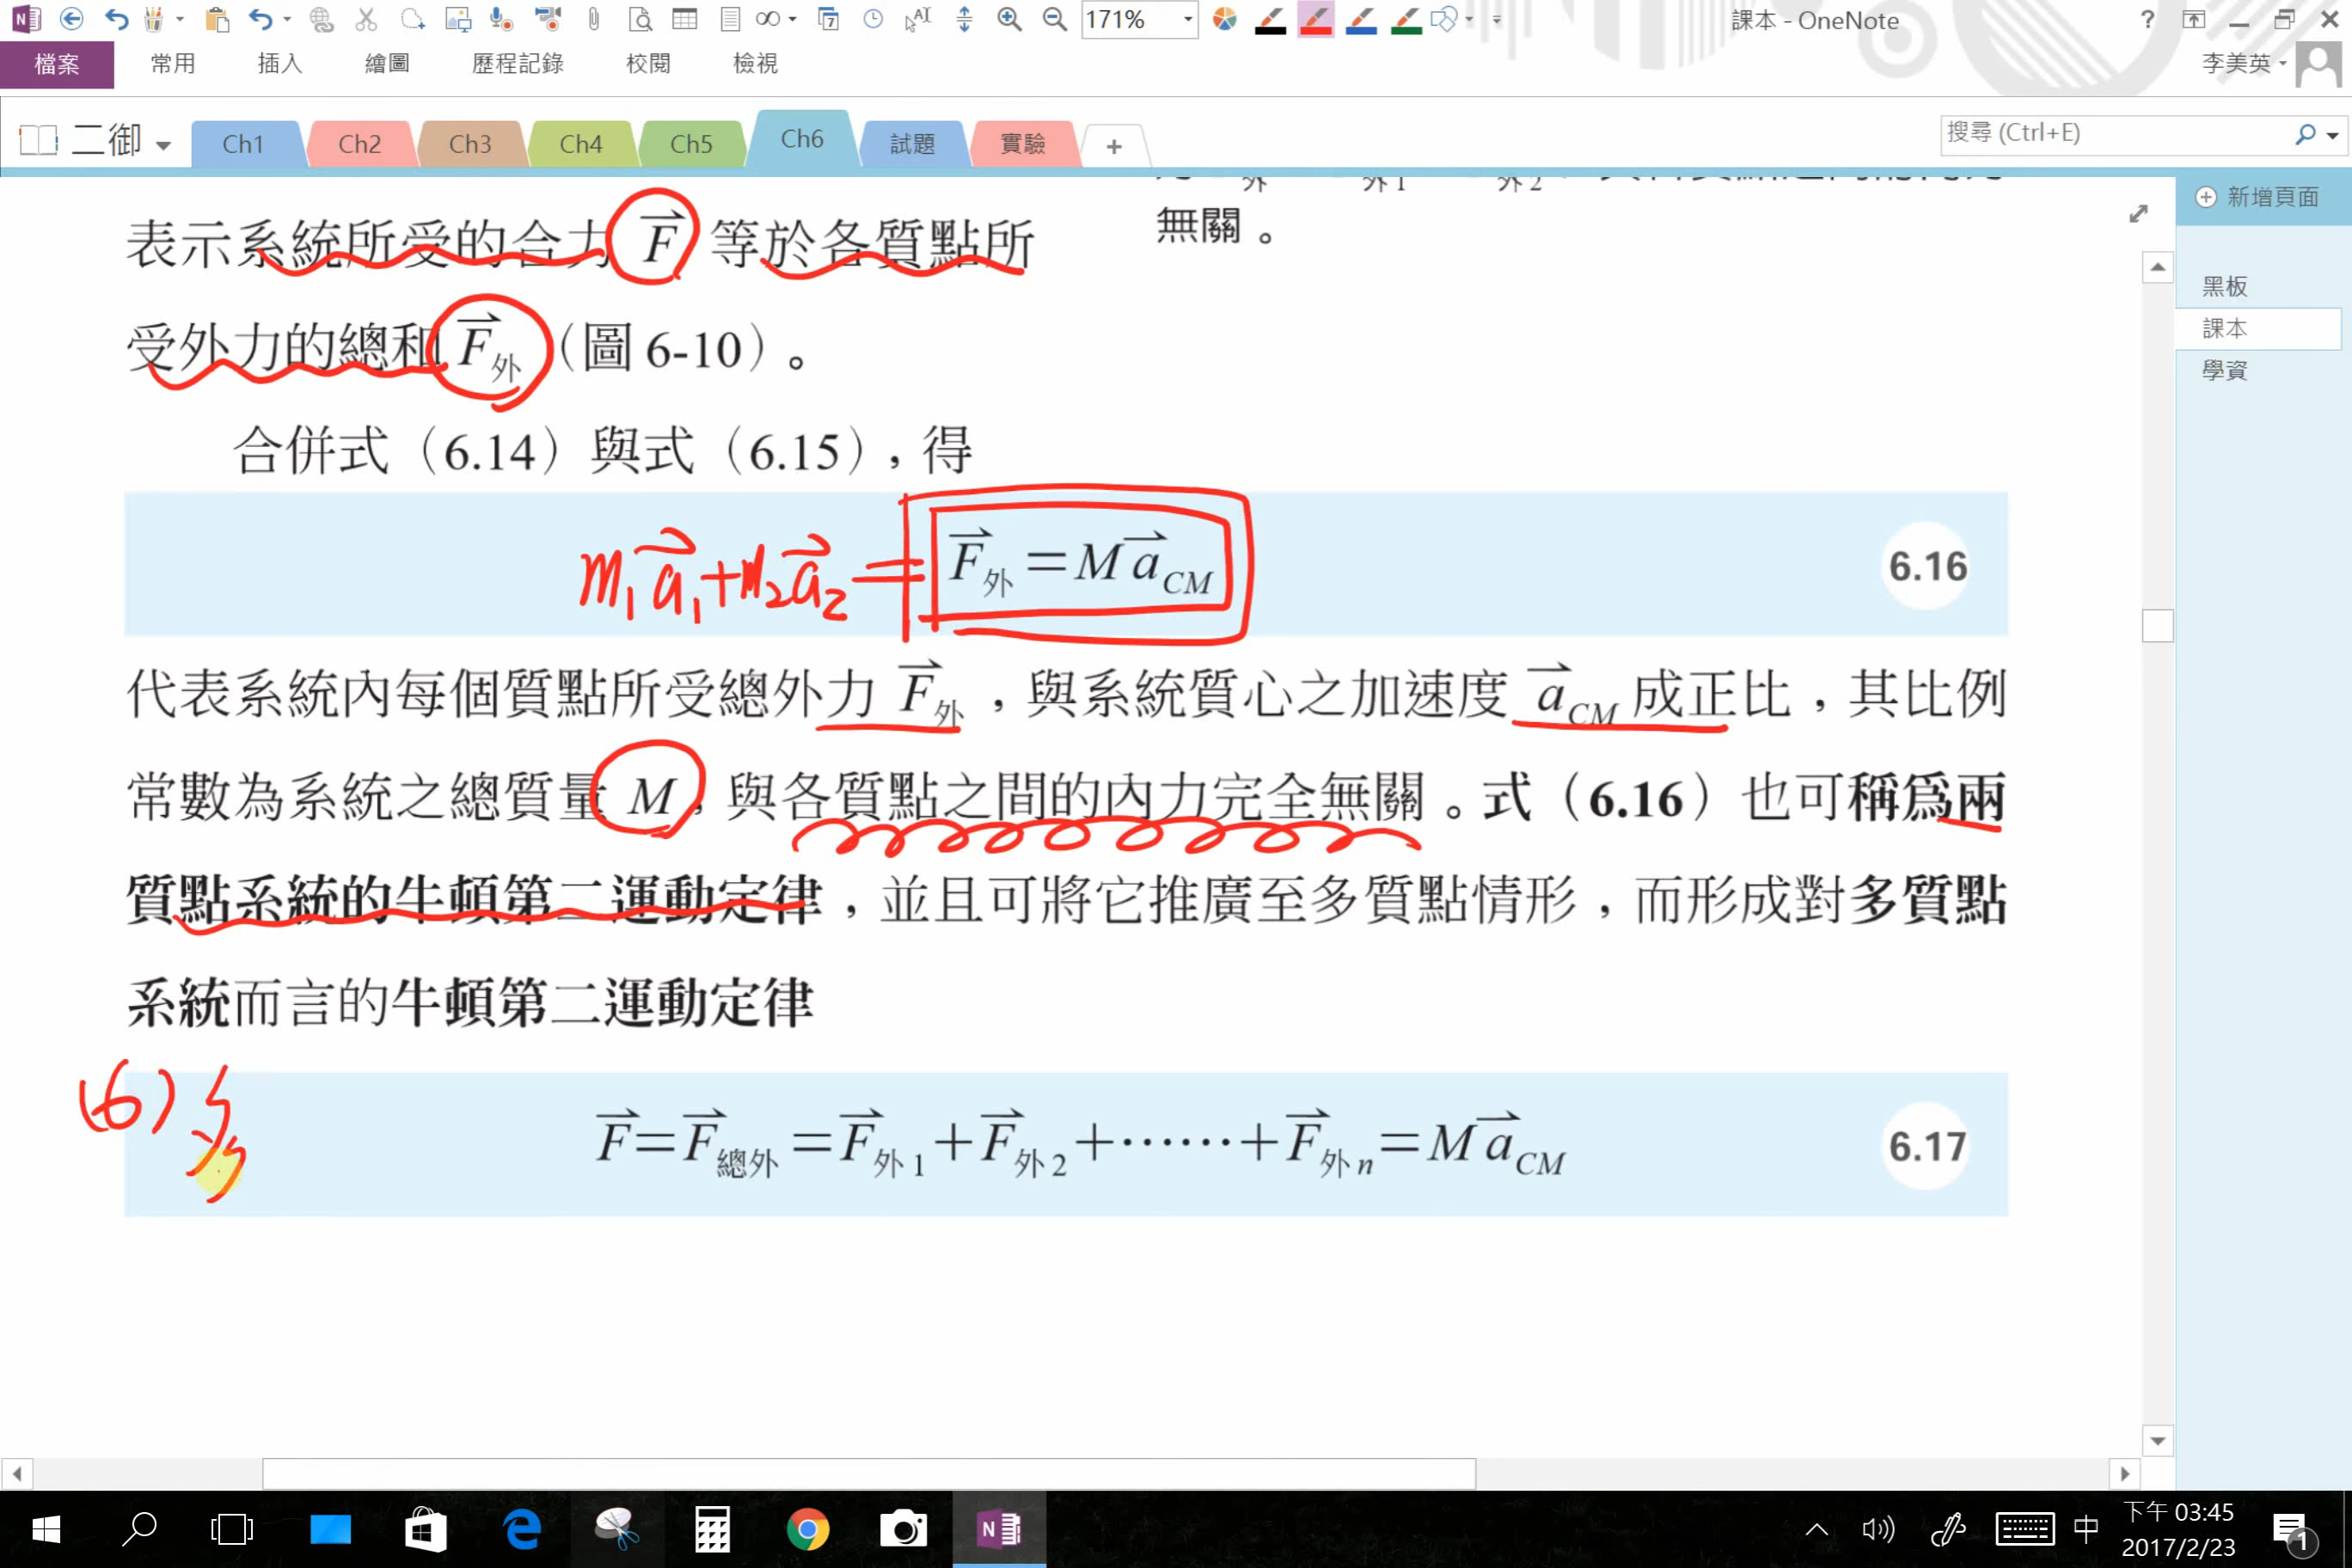 171%
課本 - OneNote
?
檔案 常用 插入 繪圖 歷程記錄 校閱 檢視
李美英
二御 Ch1 Ch2 Ch3 Ch4 Ch5 Ch6 試題 實驗 +
搜尋 (Ctrl+E)
新增頁面
黑板
課本
學資
無關。
表示系統所受的合力 F 等於各質點所
受外力的總和 F外（圖 6-10）。
合併式（6.14）與式（6.15），得
m₁a₁+m₂a₂ = F外 = M a CM 6.16
代表系統內每個質點所受總外力 F外，與系統質心之加速度 a CM 成正比，其比例
常數為系統之總質量 M，與各質點之間的內力完全無關。式（6.16）也可稱為兩
質點系統的牛頓第二運動定律，並且可將它推廣至多質點情形，而形成對多質點
系統而言的牛頓第二運動定律
(6) 多
F = F總外 = F外1 + F外2 + ⋯⋯ + F外n = M a CM 6.17
中
下午 03:45
2017/2/23
1